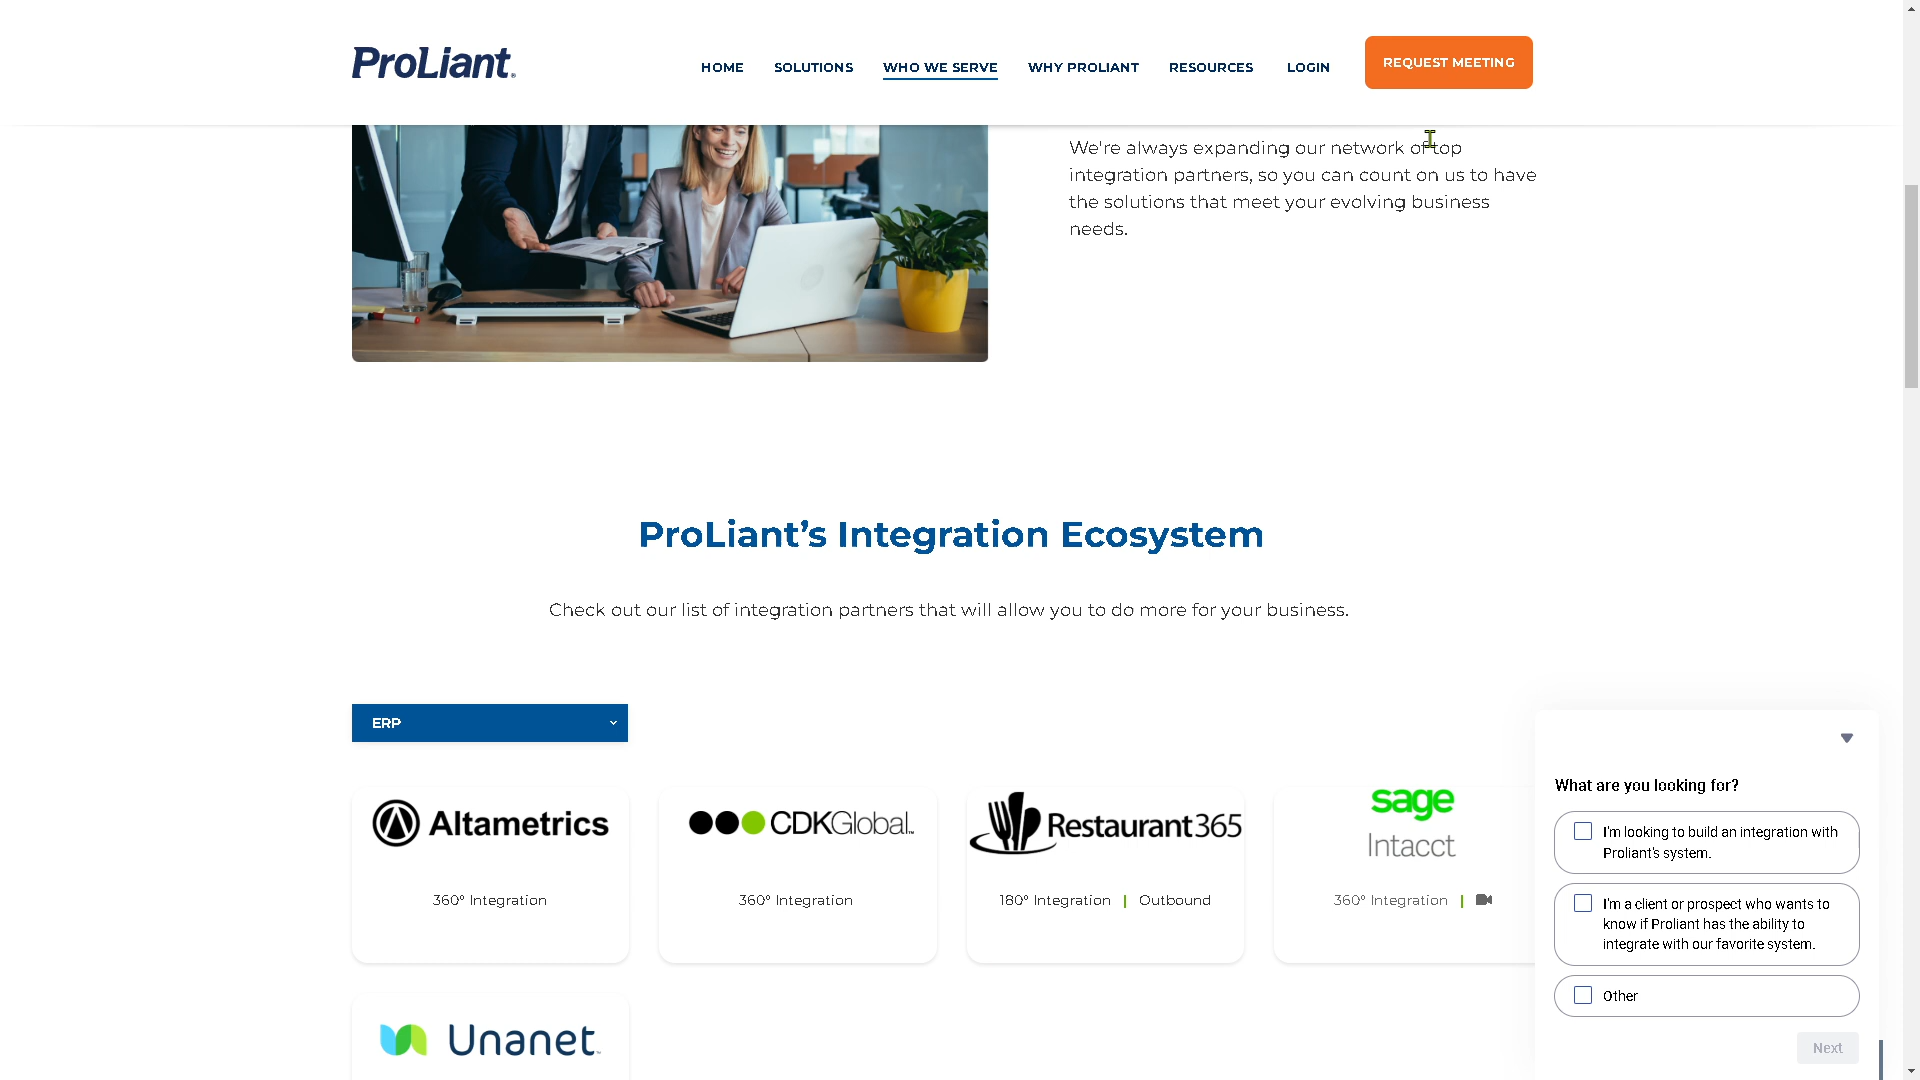 ProLiant®
HOME
SOLUTIONS
WHO WE SERVE
WHY PROLIANT
RESOURCES
LOGIN
REQUEST MEETING
We're always expanding our network of top
integration partners, so you can count on us to have
the solutions that meet your evolving business
needs.
ProLiant’s Integration Ecosystem
Check out our list of integration partners that will allow you to do more for your business.
ERP
Altametrics
360° Integration
CDKGlobal™
360° Integration
Restaurant365
180° Integration | Outbound
sage
Intacct
360° Integration |
Unanet™
What are you looking for?
I'm looking to build an integration with
Proliant's system.
I'm a client or prospect who wants to
know if Proliant has the ability to
integrate with our favorite system.
Other
Next